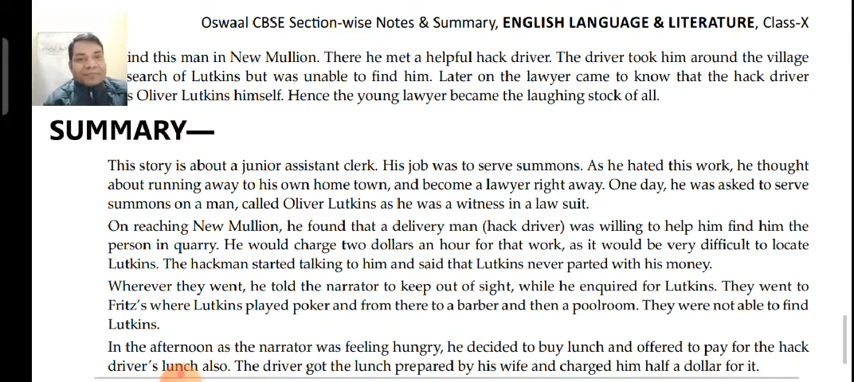 Oswaal CBSE Section-wise Notes & Summary, ENGLISH LANGUAGE & LITERATURE, Class-X
ind this man in New Mullion. There he met a helpful hack driver. The driver took him around the village
search of Lutkins but was unable to find him. Later on the lawyer came to know that the hack driver
s Oliver Lutkins himself. Hence the young lawyer became the laughing stock of all.
SUMMARY—
This story is about a junior assistant clerk. His job was to serve summons. As he hated this work, he thought
about running away to his own home town, and become a lawyer right away. One day, he was asked to serve
summons on a man, called Oliver Lutkins as he was a witness in a law suit.
On reaching New Mullion, he found that a delivery man (hack driver) was willing to help him find him the
person in quarry. He would charge two dollars an hour for that work, as it would be very difficult to locate
Lutkins. The hackman started talking to him and said that Lutkins never parted with his money.
Wherever they went, he told the narrator to keep out of sight, while he enquired for Lutkins. They went to
Fritz's where Lutkins played poker and from there to a barber and then a poolroom. They were not able to find
Lutkins.
In the afternoon as the narrator was feeling hungry, he decided to buy lunch and offered to pay for the hack
driver's lunch also. The driver got the lunch prepared by his wife and charged him half a dollar for it.